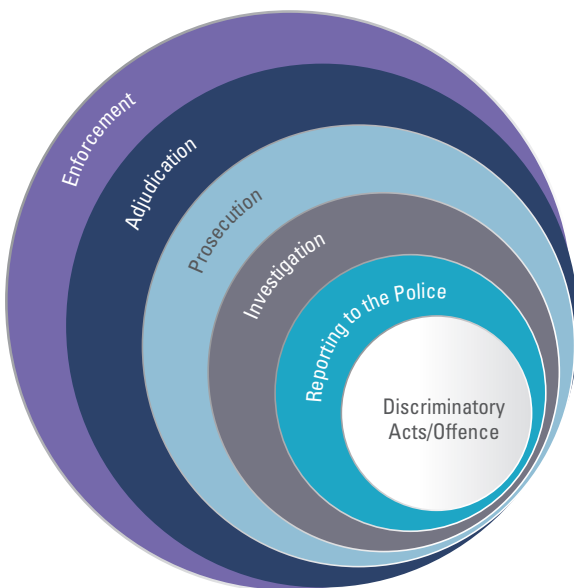 Enforcement
Adjudication
Prosecution
Investigation
Reporting to the Police
Discriminatory
Acts/Offence